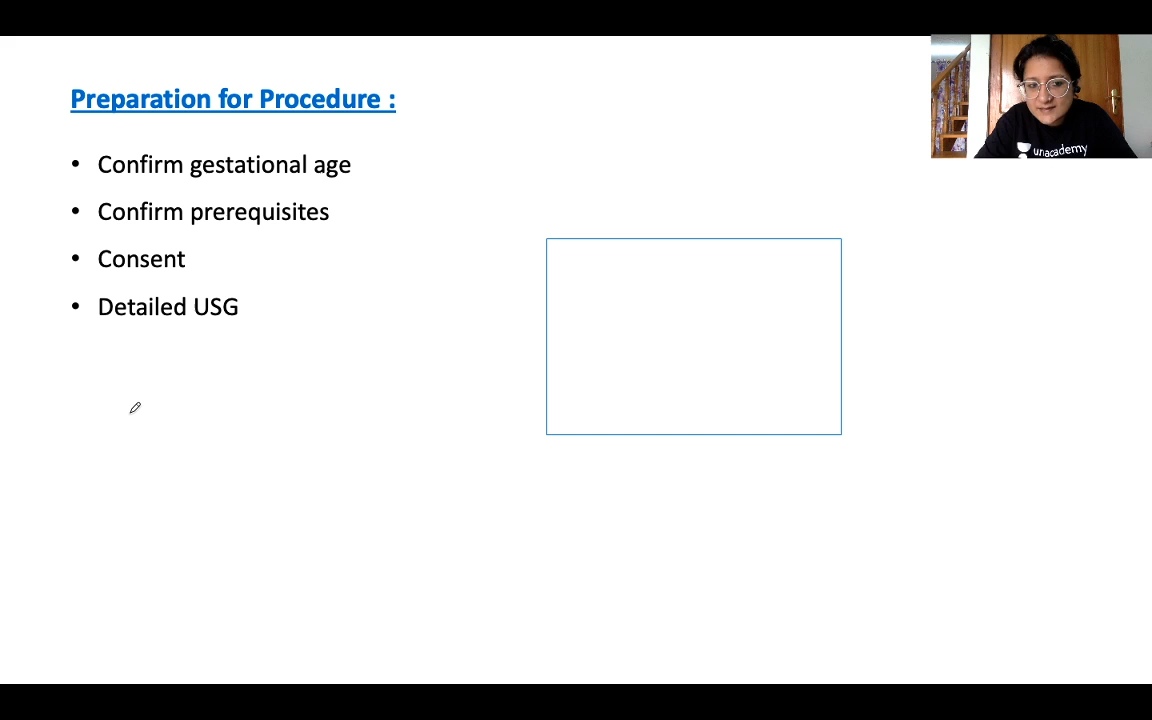 Preparation for Procedure :
• Confirm gestational age
• Confirm prerequisites
• Consent
• Detailed USG
unacademy